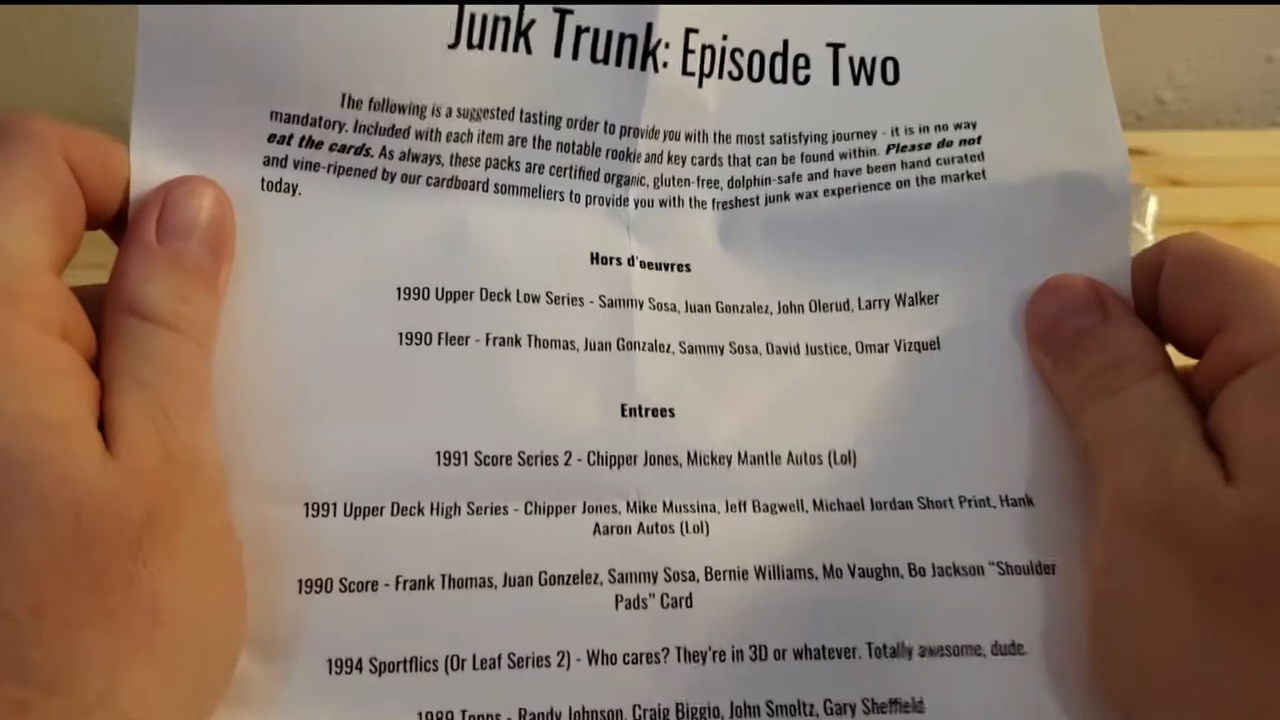 Junk Trunk: Episode Two
The following is a suggested tasting order to provide you with the most satisfying journey - it is in no way
mandatory. Included with each item are the notable rookie and key cards that can be found within. Please do not
eat the cards. As always, these packs are certified organic, gluten-free, dolphin-safe and have been hand curated
and vine-ripened by our cardboard sommeliers to provide you with the freshest junk wax experience on the market
today.
Hors d'oeuvres
1990 Upper Deck Low Series - Sammy Sosa, Juan Gonzalez, John Olerud, Larry Walker
1990 Fleer - Frank Thomas, Juan Gonzalez, Sammy Sosa, David Justice, Omar Vizquel
Entrees
1991 Score Series 2 - Chipper Jones, Mickey Mantle Autos (Lol)
1991 Upper Deck High Series - Chipper Jones, Mike Mussina, Jeff Bagwell, Michael Jordan Short Print, Hank
Aaron Autos (Lol)
1990 Score - Frank Thomas, Juan Gonzelez, Sammy Sosa, Bernie Williams, Mo Vaughn, Bo Jackson "Shoulder
Pads" Card
1994 Sportflics (Or Leaf Series 2) - Who cares? They're in 3D or whatever. Totally awesome, dude.
1989 Topps - Randy Johnson, Craig Biggio, John Smoltz, Gary Sheffield